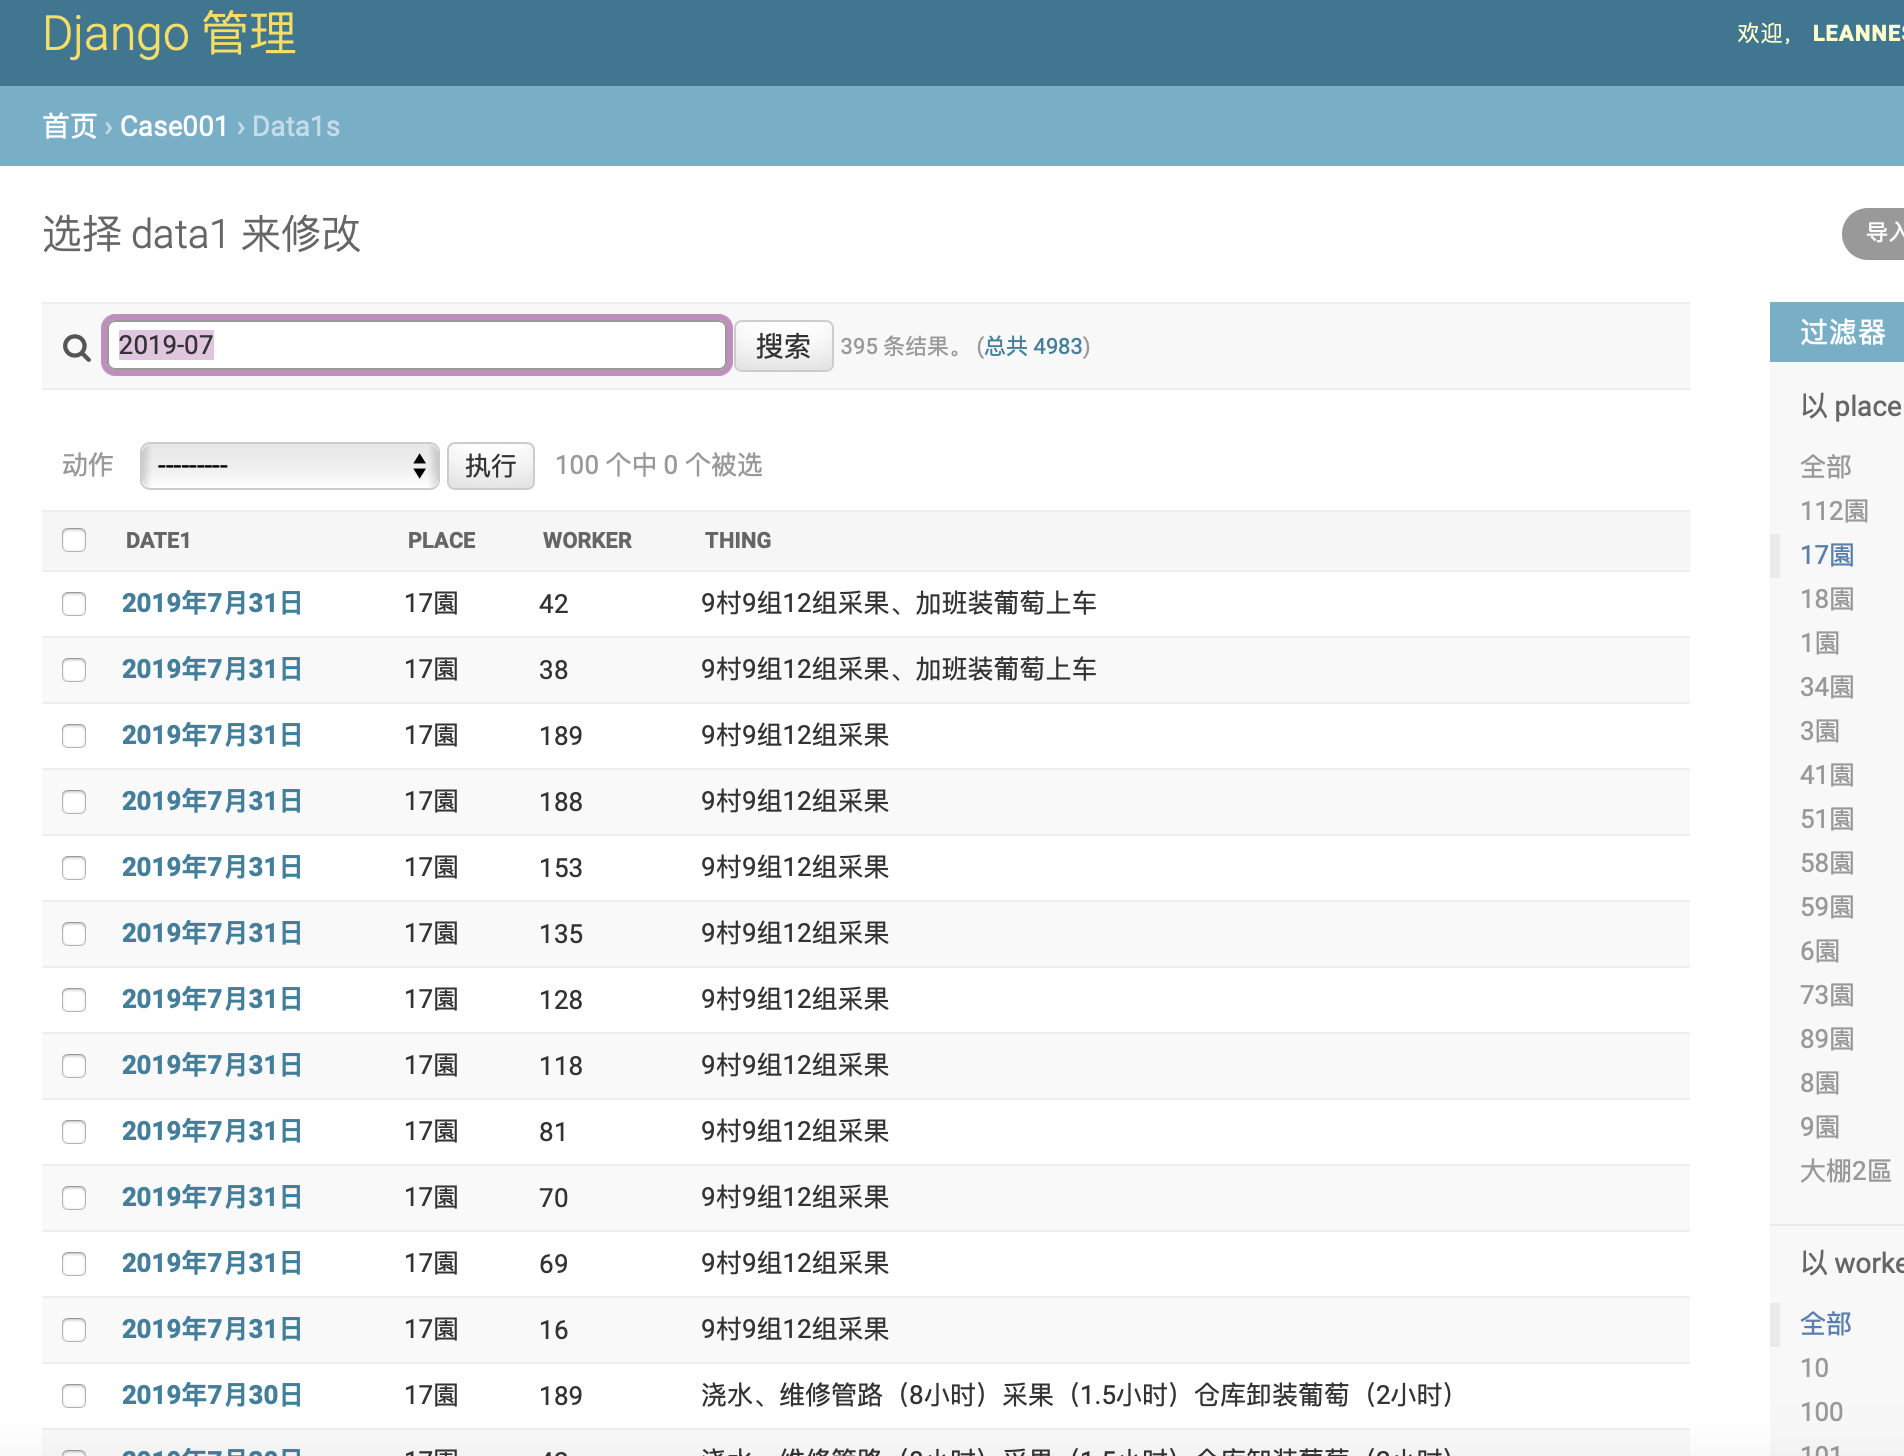 Django 管理
欢迎， LEANNES
首页 › Case001 › Data1s
选择 data1 来修改
导入
2019-07 搜索 395 条结果。 (总共 4983)
动作 --------- 执行 100 个中 0 个被选
DATE1 PLACE WORKER THING
2019年7月31日 17園 42 9村9组12组采果、加班装葡萄上车
2019年7月31日 17園 38 9村9组12组采果、加班装葡萄上车
2019年7月31日 17園 189 9村9组12组采果
2019年7月31日 17園 188 9村9组12组采果
2019年7月31日 17園 153 9村9组12组采果
2019年7月31日 17園 135 9村9组12组采果
2019年7月31日 17園 128 9村9组12组采果
2019年7月31日 17園 118 9村9组12组采果
2019年7月31日 17園 81 9村9组12组采果
2019年7月31日 17園 70 9村9组12组采果
2019年7月31日 17園 69 9村9组12组采果
2019年7月31日 17園 16 9村9组12组采果
2019年7月30日 17園 189 浇水、维修管路（8小时）采果（1.5小时）仓库卸装葡萄（2小时）
过滤器
以 place
全部
112園
17園
18園
1園
34園
3園
41園
51園
58園
59園
6園
73園
89園
8園
9園
大棚2區
以 worke
全部
10
100